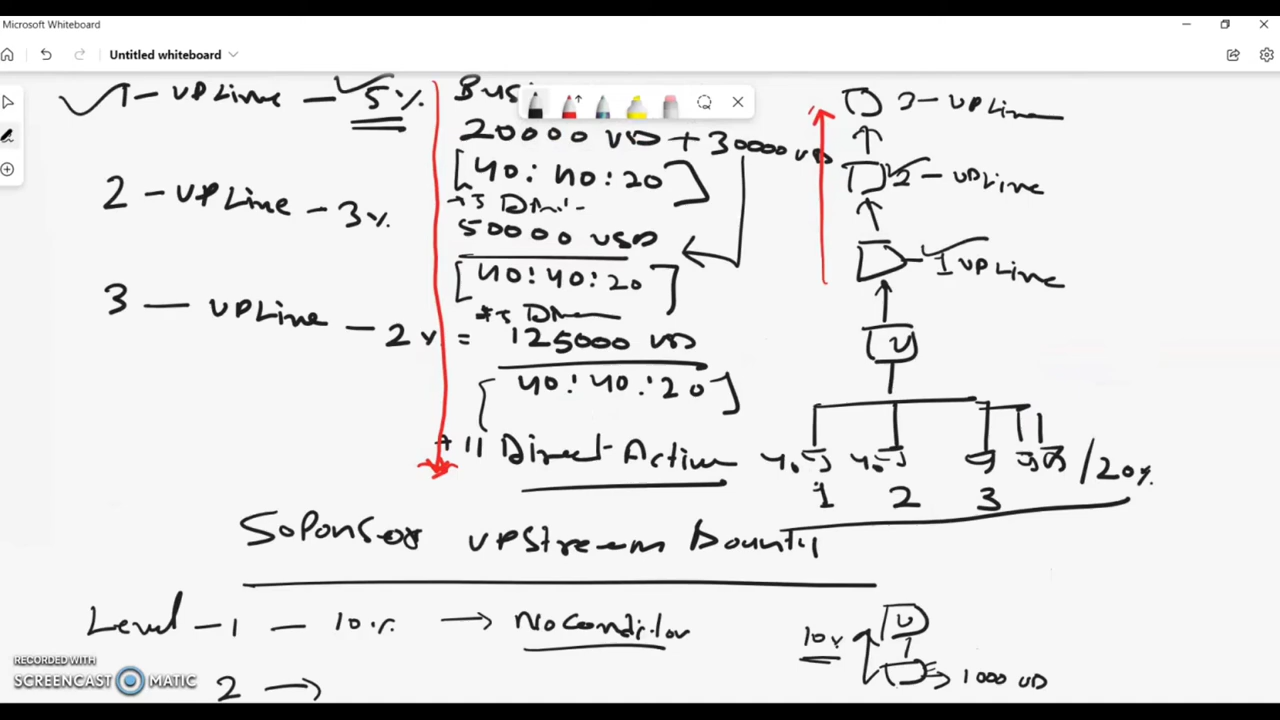 Microsoft Whiteboard
Untitled whiteboard
1 - UPLine - 5%
2 - UPLine - 3%
3 - UPLine - 2%
Bus
20000 USD + 30000 USD
[40:40:20]
50000 USD
[40:40:20]
= 125000 USD
[40:40:20]
11 Direct-Active
3-UPLine
2-UPLine
1 UPLine
U
/20%
1 2 3
SoPonsor UPStream Bounty
Level - 1 - 10% → No Condition
2 →
U
10%
1000 UD
RECORDED WITH
SCREENCAST MATIC